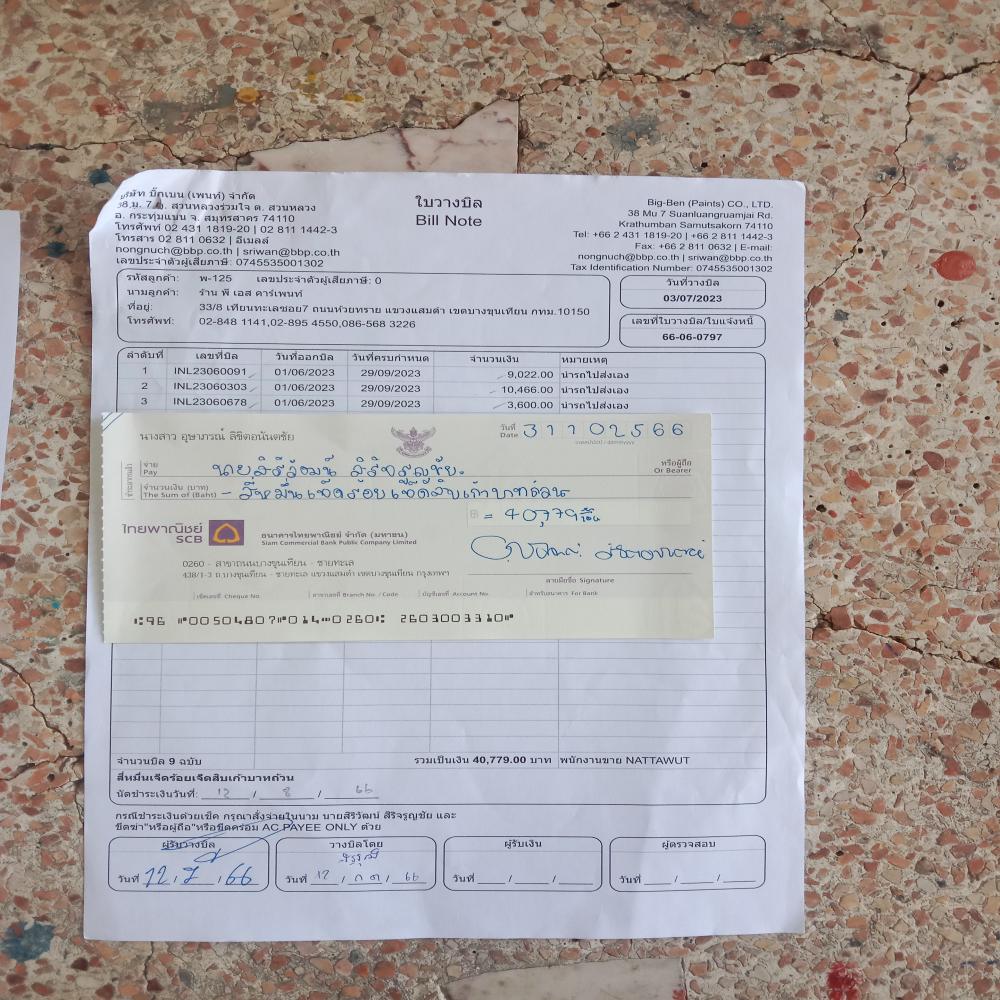 บริษัท บิ๊กเบน (เพนท์) จำกัด
38 ม. 7 ถ. สวนหลวงร่วมใจ ต. สวนหลวง
อ. กระทุ่มแบน จ. สมุทรสาคร 74110
โทรศัพท์ 02 431 1819-20 | 02 811 1442-3
โทรสาร 02 811 0632 | อีเมลล์
nongnuch@bbp.co.th | sriwan@bbp.co.th
เลขประจำตัวผู้เสียภาษี: 0745535001302
ใบวางบิล
Bill Note
Big-Ben (Paints) CO., LTD.
38 Mu 7 Suanluangruamjai Rd.
Krathumban Samutsakorn 74110
Tel: +66 2 431 1819-20 | +66 2 811 1442-3
Fax: +66 2 811 0632 | E-mail:
nongnuch@bbp.co.th | sriwan@bbp.co.th
Tax Identification Number: 0745535001302
รหัสลูกค้า: พ-125 เลขประจำตัวผู้เสียภาษี: 0
นามลูกค้า: ร้าน พี เอส คาร์เพนท์
ที่อยู่: 33/8 เทียนทะเลซอย7 ถนนห้วยทราย แขวงแสมดำ เขตบางขุนเทียน กทม.10150
โทรศัพท์: 02-848 1141,02-895 4550,086-568 3226
วันที่วางบิล
03/07/2023
เลขที่ใบวางบิล/ใบแจ้งหนี้
66-06-0797
ลำดับที่ เลขที่บิล วันที่ออกบิล วันที่ครบกำหนด จำนวนเงิน หมายเหตุ
1 INL23060091 01/06/2023 29/09/2023 9,022.00 น่ารถไปส่งเอง
2 INL23060303 01/06/2023 29/09/2023 10,466.00 น่ารถไปส่งเอง
3 INL23060678 01/06/2023 29/09/2023 3,600.00 น่ารถไปส่งเอง
นางสาว อุษาภรณ์ ลิขิตอนันตชัย
วันที่ Date 31 10 2566
จ่าย Pay นายสิริวัฒน์ สิริจรูญชัย
หรือผู้ถือ Or Bearer
จำนวนเงิน (บาท) The Sum of (Baht) - สี่หมื่นเจ็ดร้อยเจ็ดสิบเก้าบาทถ้วน
฿ = 40,779
ไทยพาณิชย์ SCB
ธนาคารไทยพาณิชย์ จำกัด (มหาชน)
Siam Commercial Bank Public Company Limited
0260 - สาขาถนนบางขุนเทียน - ชายทะเล
438/1-3 ถ.บางขุนเทียน - ชายทะเล แขวงแสมดำ เขตบางขุนเทียน กรุงเทพฯ
ลายมือชื่อ Signature
เช็คเลขที่ Cheque No. สาขาเลขที่ Branch No. / Code บัญชีเลขที่ Account No. สำหรับธนาคาร For Bank
⑆96 ⑈00504807⑈014⑉0260⑆ 2603003310⑈
จำนวนบิล 9 ฉบับ รวมเป็นเงิน 40,779.00 บาท พนักงานขาย NATTAWUT
สี่หมื่นเจ็ดร้อยเจ็ดสิบเก้าบาทถ้วน
นัดชำระเงินวันที่: 12 / 8 / 66
กรณีชำระเงินด้วยเช็ค กรุณาสั่งจ่ายในนาม นายสิริวัฒน์ สิริจรูญชัย และ
ขีดฆ่า"หรือผู้ถือ"หรือขีดคร่อม AC PAYEE ONLY ด้วย
ผู้รับวางบิล วางบิลโดย ผู้รับเงิน ผู้ตรวจสอบ
วันที่ 12 / 7 / 66 วันที่ 12 / กค / 66 วันที่ / / วันที่ / /